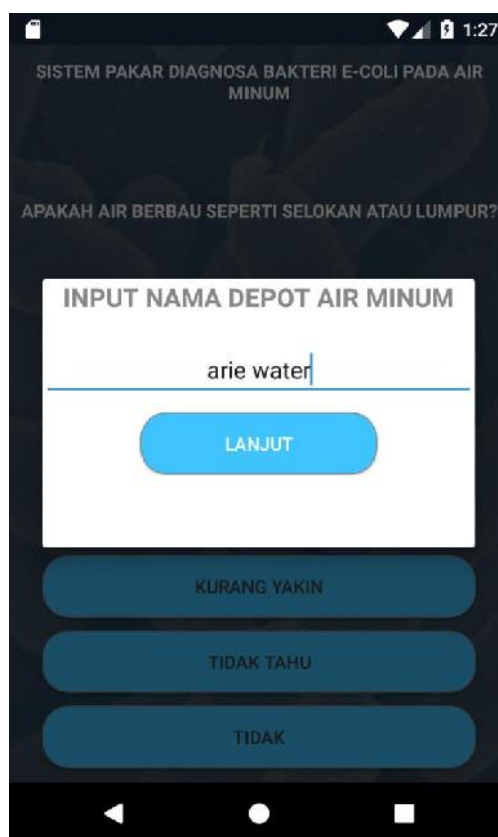 1:27
SISTEM PAKAR DIAGNOSA BAKTERI E-COLI PADA AIR
MINUM
APAKAH AIR BERBAU SEPERTI SELOKAN ATAU LUMPUR?
INPUT NAMA DEPOT AIR MINUM
arie water
LANJUT
KURANG YAKIN
TIDAK TAHU
TIDAK